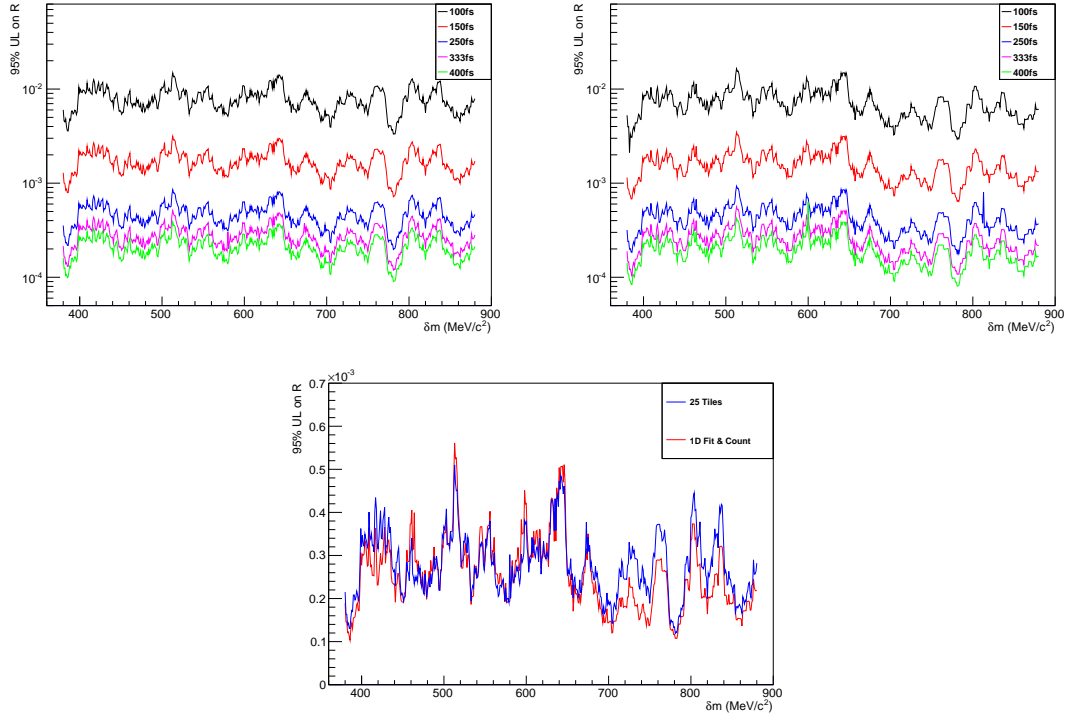 95% UL on R
10⁻²
10⁻³
10⁻⁴
400 500 600 700 800 900
δm (MeV/c²)
100fs
150fs
250fs
333fs
400fs
95% UL on R
10⁻²
10⁻³
10⁻⁴
400 500 600 700 800 900
δm (MeV/c²)
100fs
150fs
250fs
333fs
400fs
×10⁻³
95% UL on R
0.7
0.6
0.5
0.4
0.3
0.2
0.1
0
400 500 600 700 800 900
δm (MeV/c²)
25 Tiles
1D Fit & Count